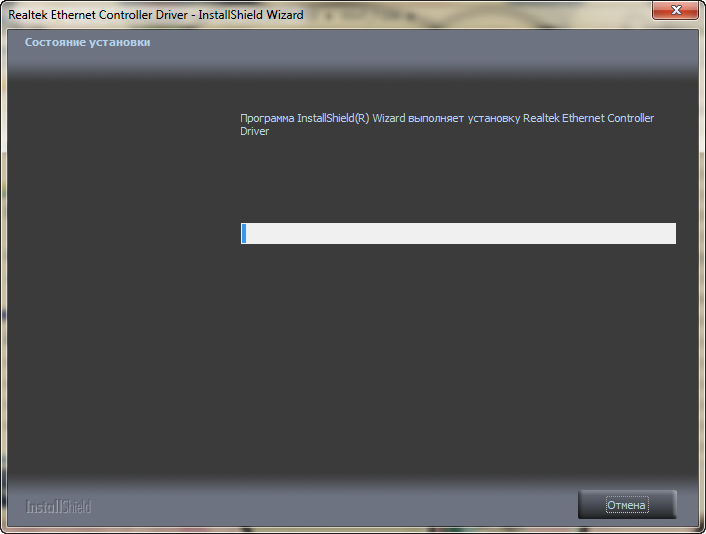 Realtek Ethernet Controller Driver - InstallShield Wizard
Состояние установки
Программа InstallShield(R) Wizard выполняет установку Realtek Ethernet Controller
Driver
InstallShield
Отмена